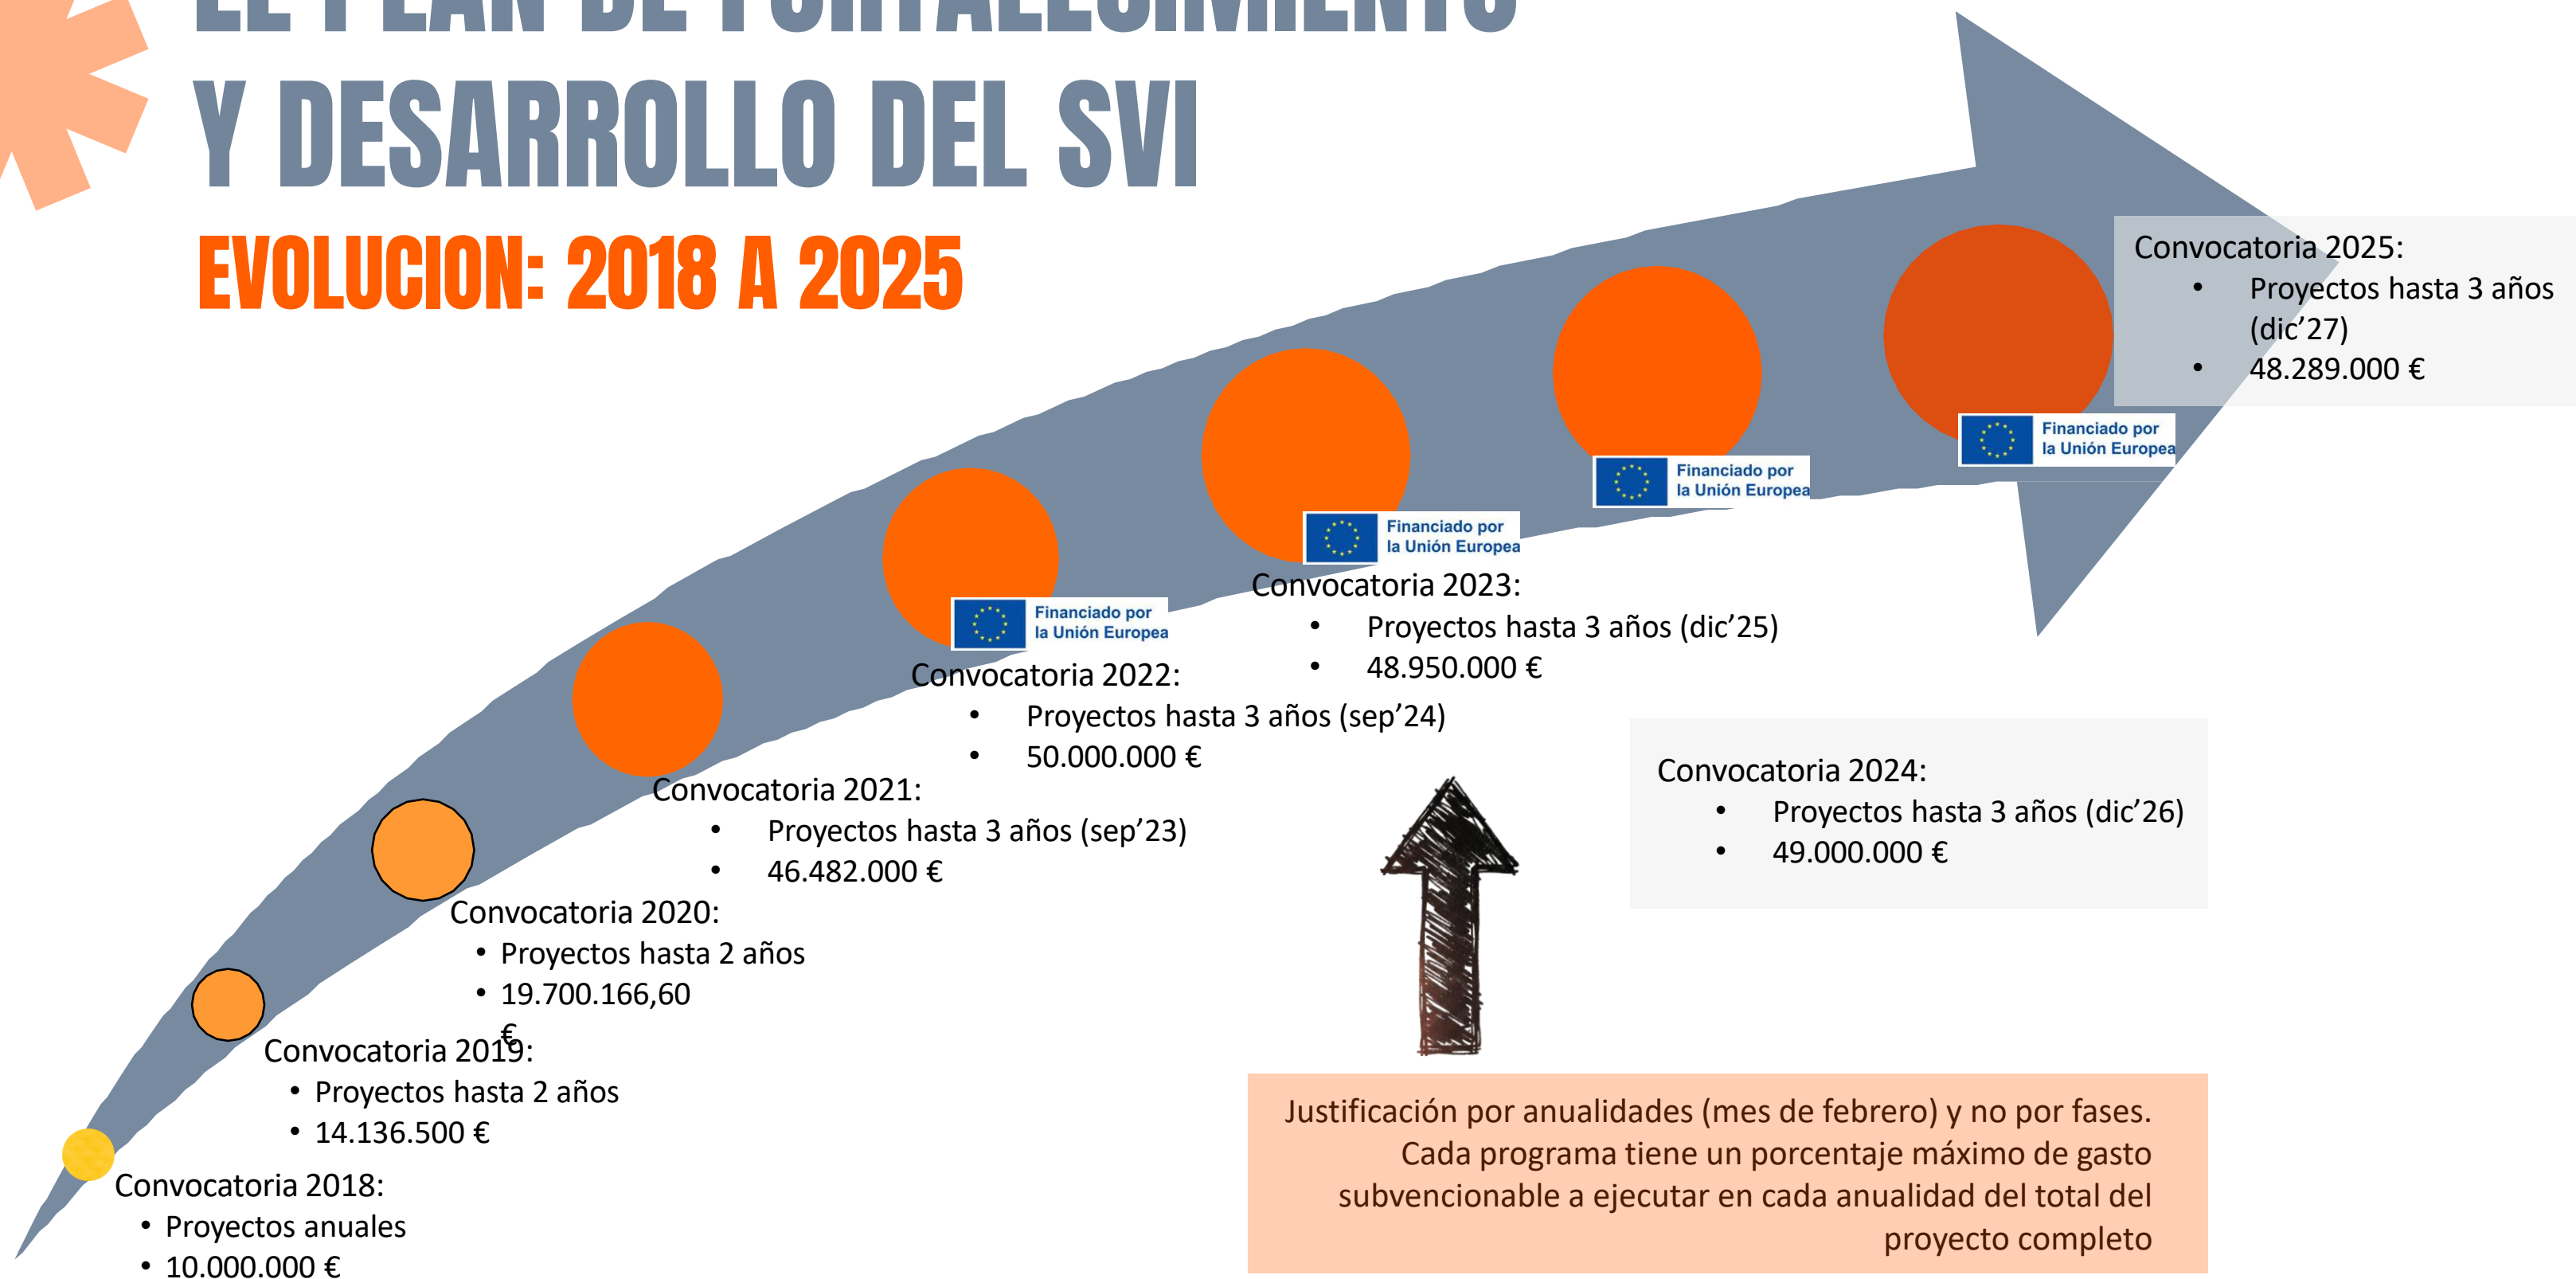 EL PLAN DE FORTALECIMIENTO
Y DESARROLLO DEL SVI
EVOLUCION: 2018 A 2025
Convocatoria 2025:
• Proyectos hasta 3 años
(dic’27)
• 48.289.000 €
Financiado por
la Unión Europea
Financiado por
la Unión Europea
Financiado por
la Unión Europea
Convocatoria 2023:
• Proyectos hasta 3 años (dic’25)
• 48.950.000 €
Financiado por
la Unión Europea
Convocatoria 2022:
• Proyectos hasta 3 años (sep’24)
• 50.000.000 €
Convocatoria 2024:
• Proyectos hasta 3 años (dic’26)
• 49.000.000 €
Convocatoria 2021:
• Proyectos hasta 3 años (sep’23)
• 46.482.000 €
Convocatoria 2020:
• Proyectos hasta 2 años
• 19.700.166,60
€
Convocatoria 2019:
• Proyectos hasta 2 años
• 14.136.500 €
Convocatoria 2018:
• Proyectos anuales
• 10.000.000 €
Justificación por anualidades (mes de febrero) y no por fases.
Cada programa tiene un porcentaje máximo de gasto
subvencionable a ejecutar en cada anualidad del total del
proyecto completo